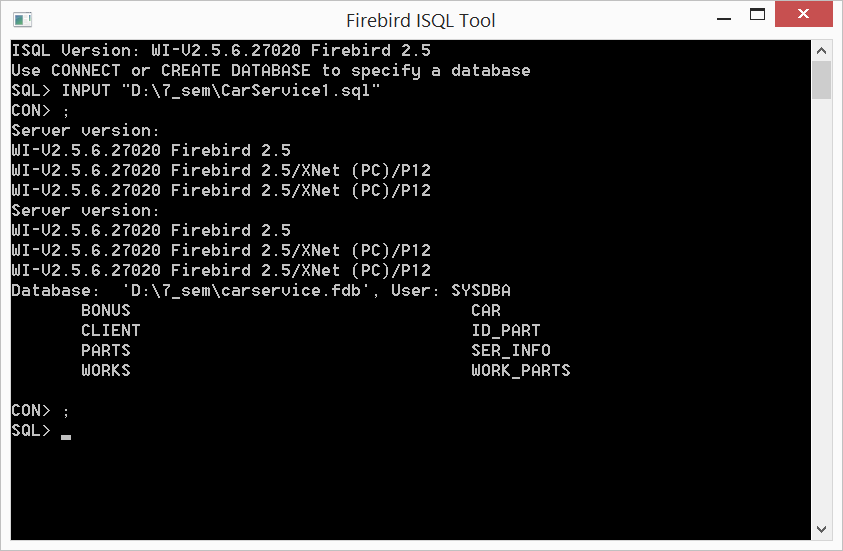 Firebird ISQL Tool
ISQL Version: WI-V2.5.6.27020 Firebird 2.5
Use CONNECT or CREATE DATABASE to specify a database
SQL> INPUT "D:\7_sem\CarService1.sql"
CON> ;
Server version:
WI-V2.5.6.27020 Firebird 2.5
WI-V2.5.6.27020 Firebird 2.5/XNet (PC)/P12
WI-V2.5.6.27020 Firebird 2.5/XNet (PC)/P12
Server version:
WI-V2.5.6.27020 Firebird 2.5
WI-V2.5.6.27020 Firebird 2.5/XNet (PC)/P12
WI-V2.5.6.27020 Firebird 2.5/XNet (PC)/P12
Database:  'D:\7_sem\carservice.fdb', User: SYSDBA
       BONUS                                  CAR
       CLIENT                                 ID_PART
       PARTS                                  SER_INFO
       WORKS                                  WORK_PARTS
CON> ;
SQL>